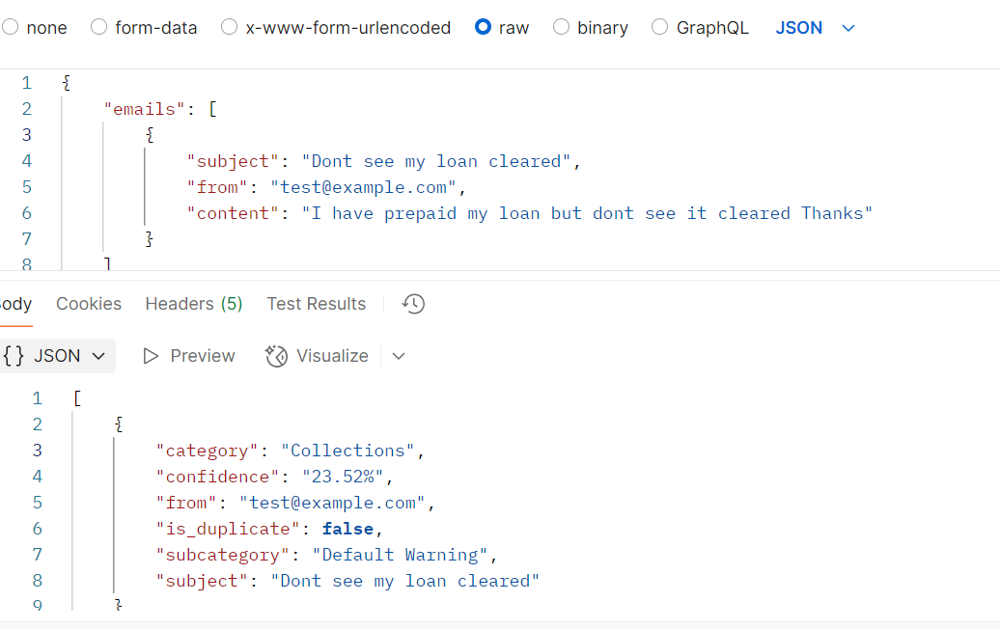 none form-data x-www-form-urlencoded raw binary GraphQL JSON
1 {
2 "emails": [
3 {
4 "subject": "Dont see my loan cleared",
5 "from": "test@example.com",
6 "content": "I have prepaid my loan but dont see it cleared Thanks"
7 }
8 ]
ody Cookies Headers (5) Test Results
{} JSON Preview Visualize
1 [
2 {
3 "category": "Collections",
4 "confidence": "23.52%",
5 "from": "test@example.com",
6 "is_duplicate": false,
7 "subcategory": "Default Warning",
8 "subject": "Dont see my loan cleared"
9 }